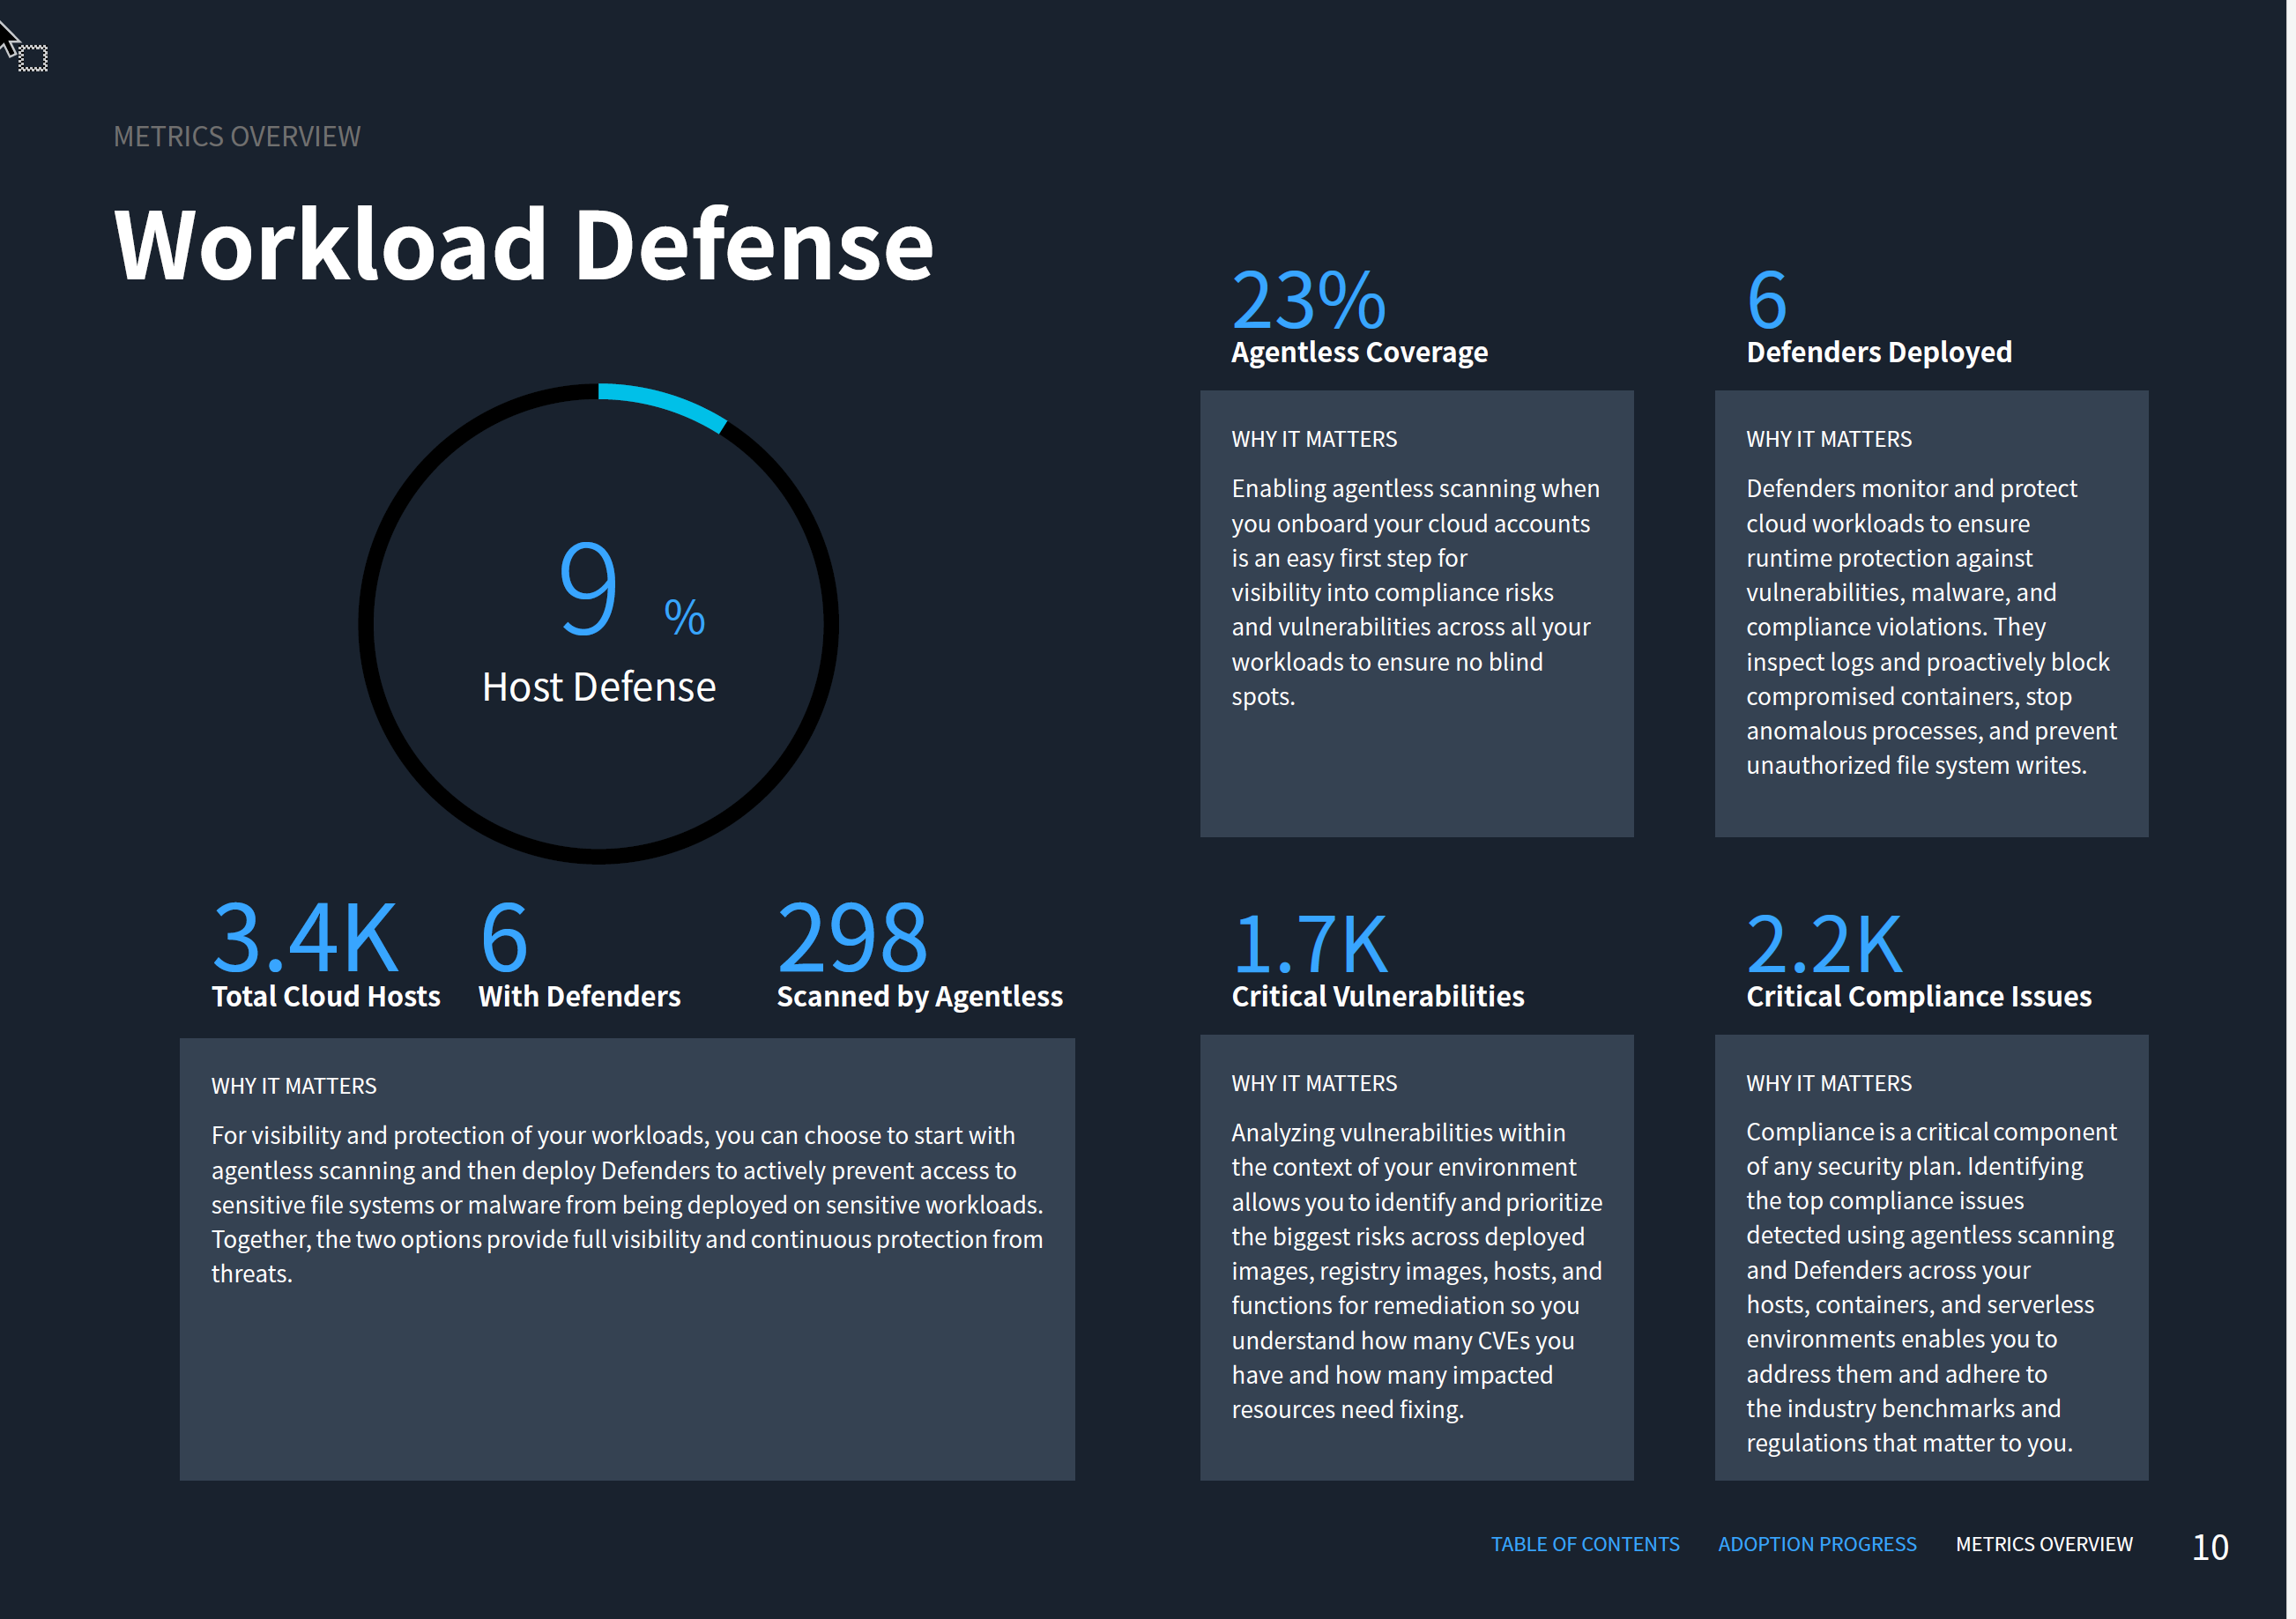 METRICS OVERVIEW
Workload Defense
9 %
Host Defense
3.4K
Total Cloud Hosts
6
With Defenders
298
Scanned by Agentless
WHY IT MATTERS
For visibility and protection of your workloads, you can choose to start with
agentless scanning and then deploy Defenders to actively prevent access to
sensitive file systems or malware from being deployed on sensitive workloads.
Together, the two options provide full visibility and continuous protection from
threats.
23%
Agentless Coverage
WHY IT MATTERS
Enabling agentless scanning when
you onboard your cloud accounts
is an easy first step for
visibility into compliance risks
and vulnerabilities across all your
workloads to ensure no blind
spots.
6
Defenders Deployed
WHY IT MATTERS
Defenders monitor and protect
cloud workloads to ensure
runtime protection against
vulnerabilities, malware, and
compliance violations. They
inspect logs and proactively block
compromised containers, stop
anomalous processes, and prevent
unauthorized file system writes.
1.7K
Critical Vulnerabilities
WHY IT MATTERS
Analyzing vulnerabilities within
the context of your environment
allows you to identify and prioritize
the biggest risks across deployed
images, registry images, hosts, and
functions for remediation so you
understand how many CVEs you
have and how many impacted
resources need fixing.
2.2K
Critical Compliance Issues
WHY IT MATTERS
Compliance is a critical component
of any security plan. Identifying
the top compliance issues
detected using agentless scanning
and Defenders across your
hosts, containers, and serverless
environments enables you to
address them and adhere to
the industry benchmarks and
regulations that matter to you.
TABLE OF CONTENTS ADOPTION PROGRESS METRICS OVERVIEW 10